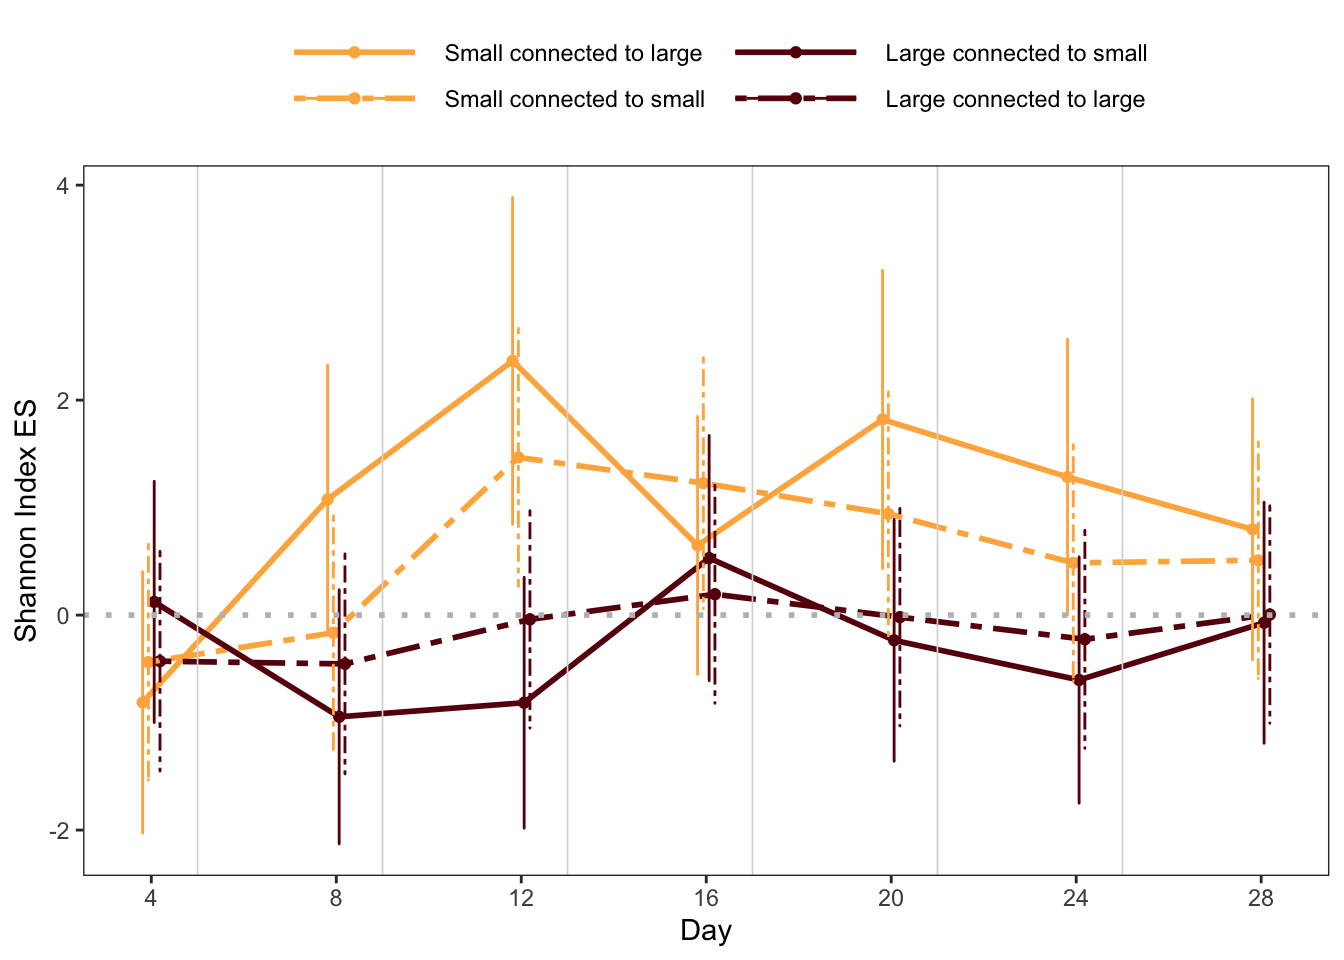 Small connected to large
Large connected to small
Small connected to small
Large connected to large
Shannon Index ES
4
2
0
-2
4 8 12 16 20 24 28
Day